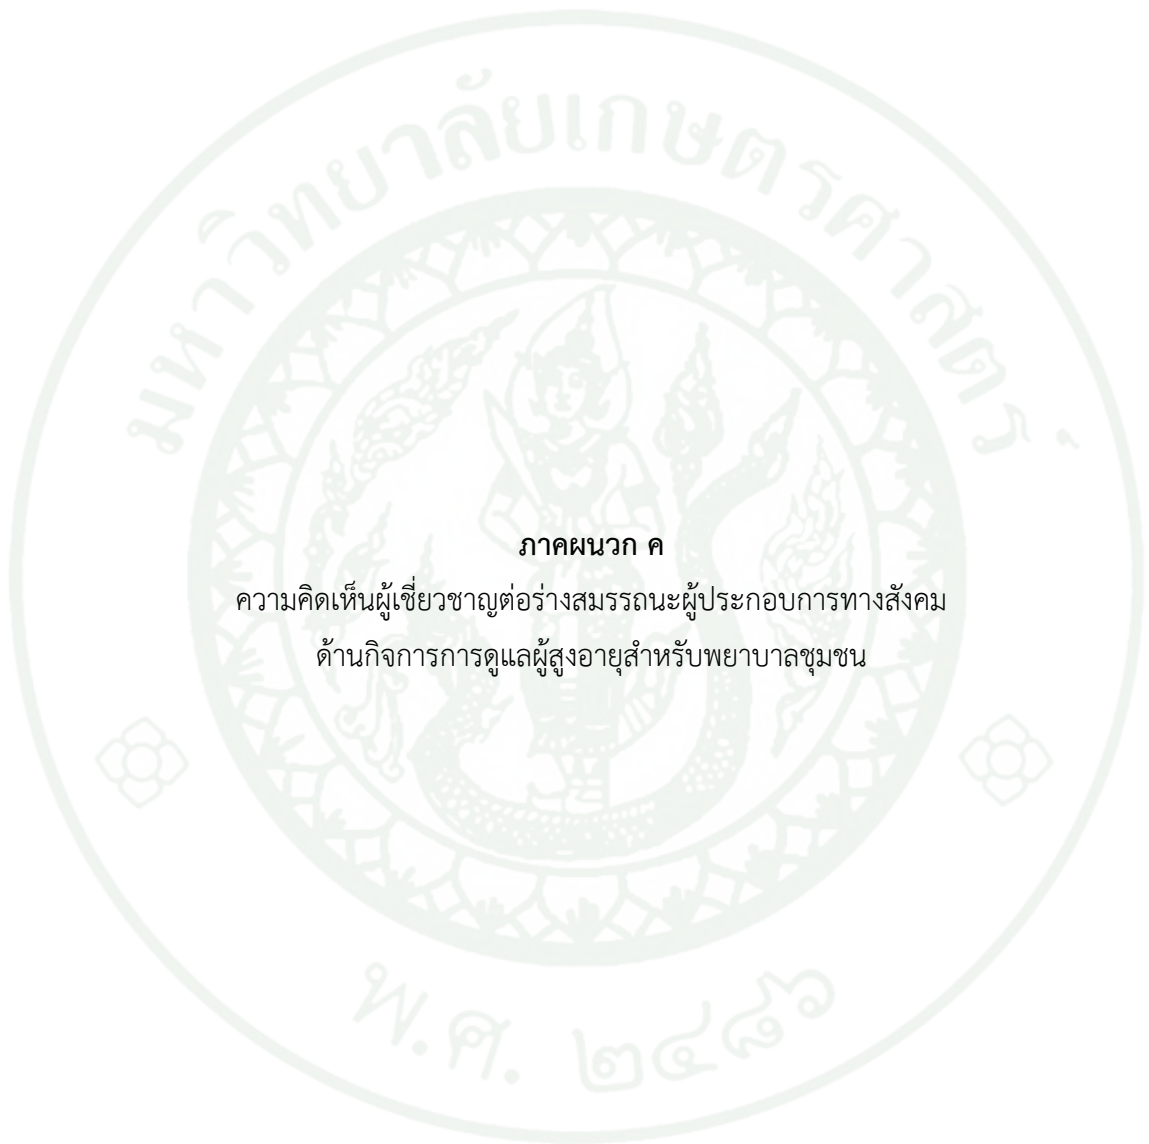 มหาวิทยาลัยเกษตรศาสตร์
ภาคผนวก ค
ความคิดเห็นผู้เชี่ยวชาญต่อร่างสมรรถนะผู้ประกอบการทางสังคม
ด้านกิจการการดูแลผู้สูงอายุสำหรับพยาบาลชุมชน
พ.ศ. ๒๔๘๖